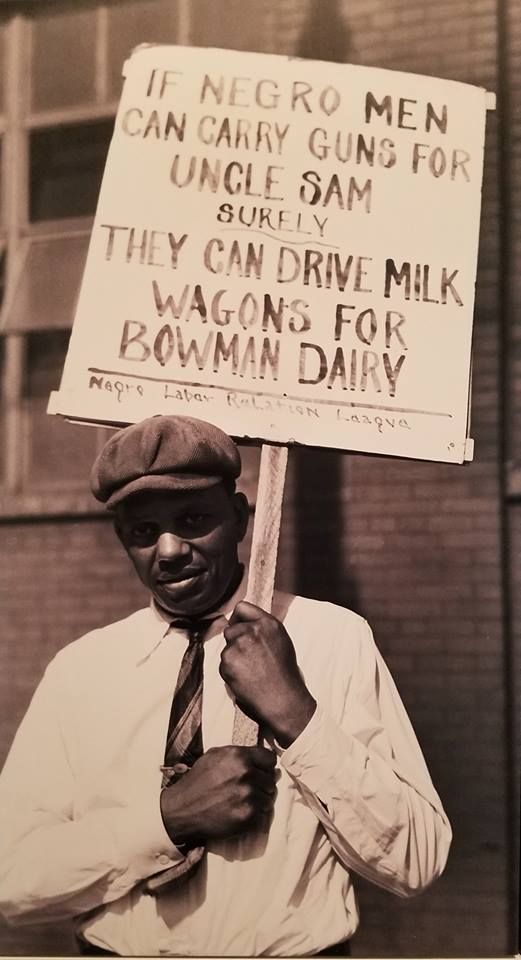 IF NEGRO MEN
CAN CARRY GUNS FOR
UNCLE SAM
SURELY
THEY CAN DRIVE MILK
WAGONS FOR
BOWMAN DAIRY
Negro Labor Relation Leaqve